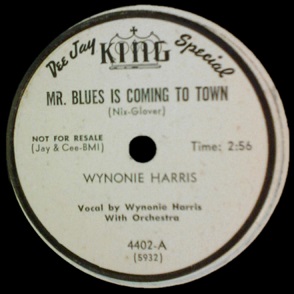 Dee Jay KING Special
MR. BLUES IS COMING TO TOWN
(Nix-Glover)
NOT FOR RESALE
(Jay & Cee-BMI) Time: 2:56
WYNONIE HARRIS
Vocal by Wynonie Harris
With Orchestra
4402-A
(5932)